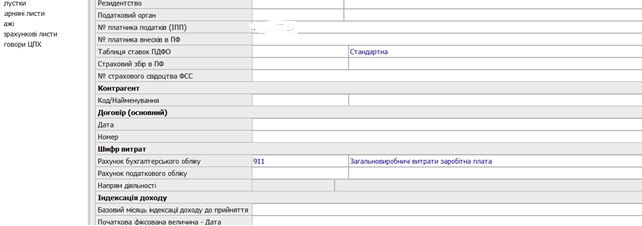 пустки
арняні листи
ажі
зрахункові листи
говори ЦПХ
Резидентство
Податковий орган
№ платника податків (ІПП)
№ платника внесків в ПФ
Таблиця ставок ПДФО Стандартна
Страховий збір в ПФ
№ страхового свідоцтва ФСС
Контрагент
Код/Найменування
Договір (основний)
Дата
Номер
Шифр витрат
Рахунок бухгалтерського обліку 911 Загальновиробничі витрати заробітна плата
Рахунок податкового обліку
Напрям діяльності
Індексація доходу
Базовий місяць індексації доходу до прийняття
Початкова фіксована величина - Дата